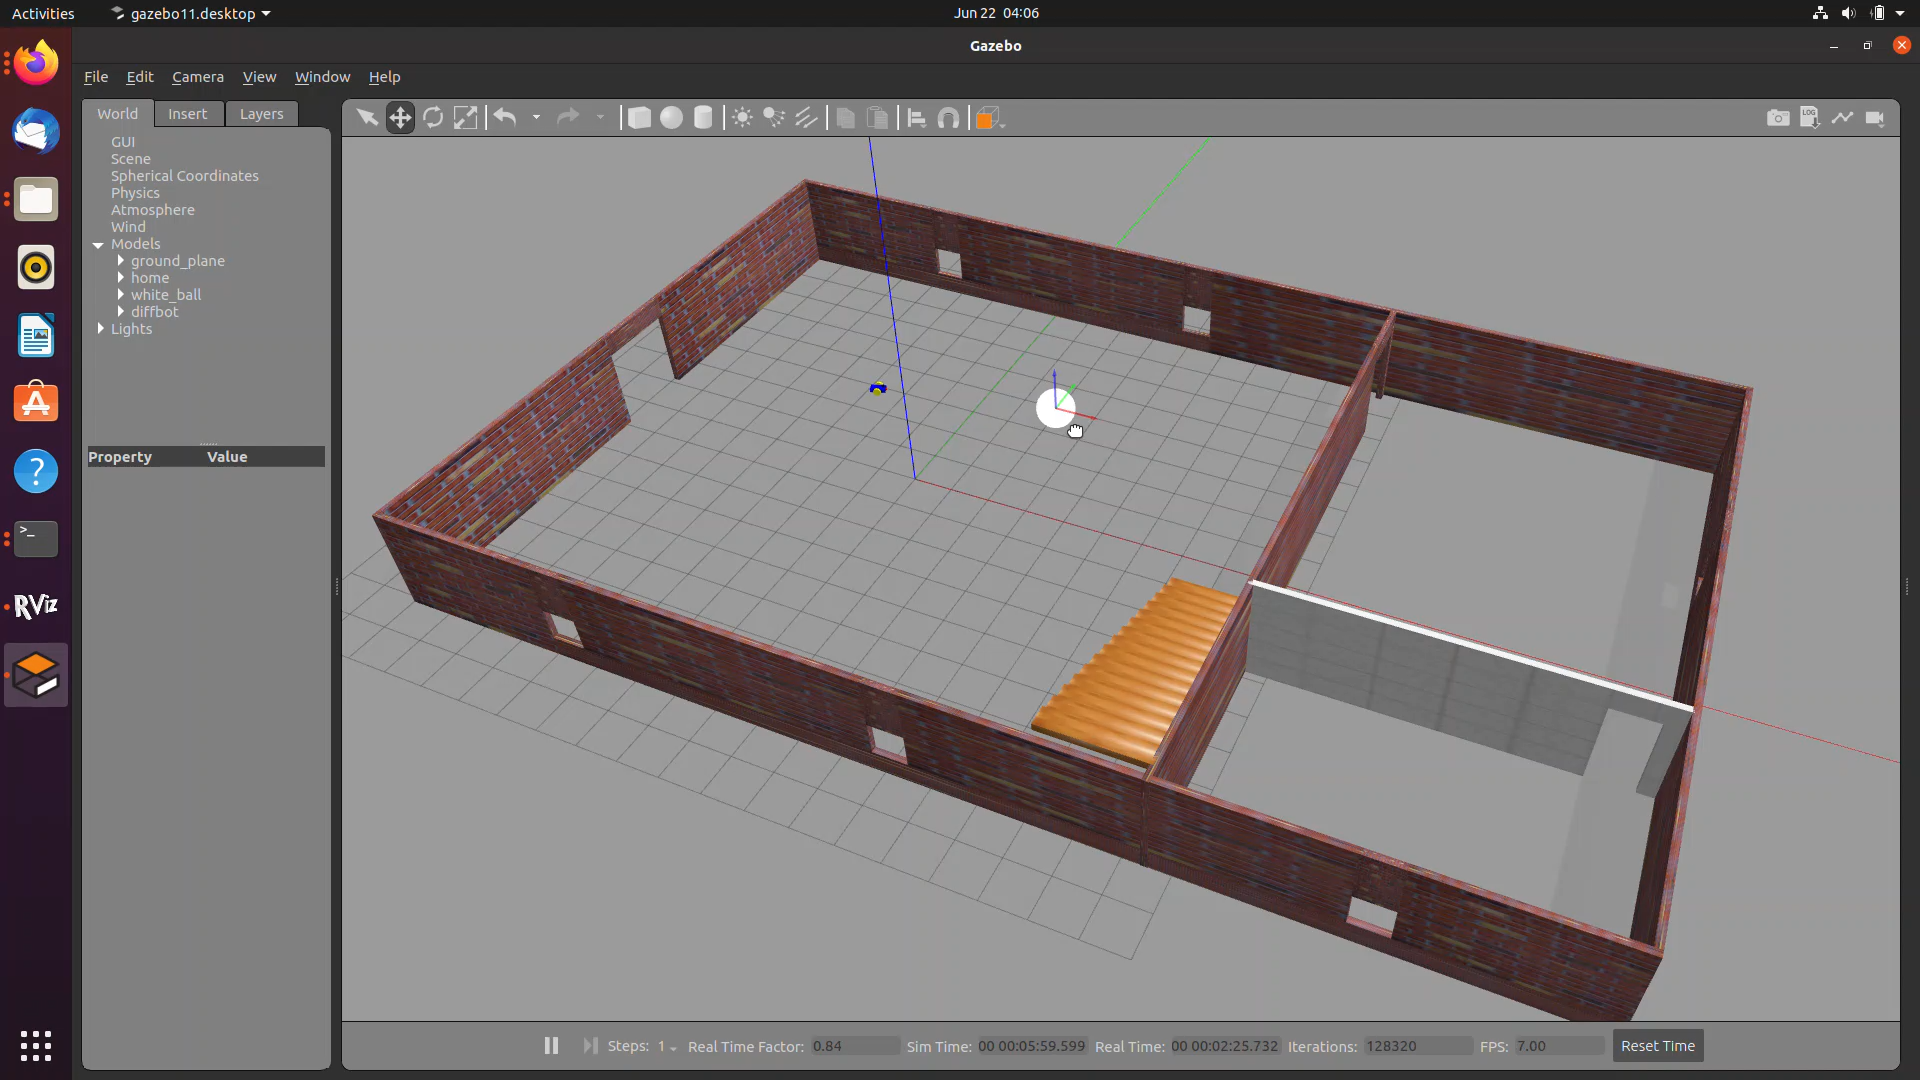 Activities
gazebo11.desktop
Jun 22 04:06
Gazebo
File Edit Camera View Window Help
World Insert Layers
LOG
GUI
Scene
Spherical Coordinates
Physics
Atmosphere
Wind
Models
ground_plane
home
white_ball
diffbot
Lights
Property Value
>_
RViz
Steps: 1 Real Time Factor: 0.84 Sim Time: 00 00:05:59.599 Real Time: 00 00:02:25.732 Iterations: 128320 FPS: 7.00 Reset Time